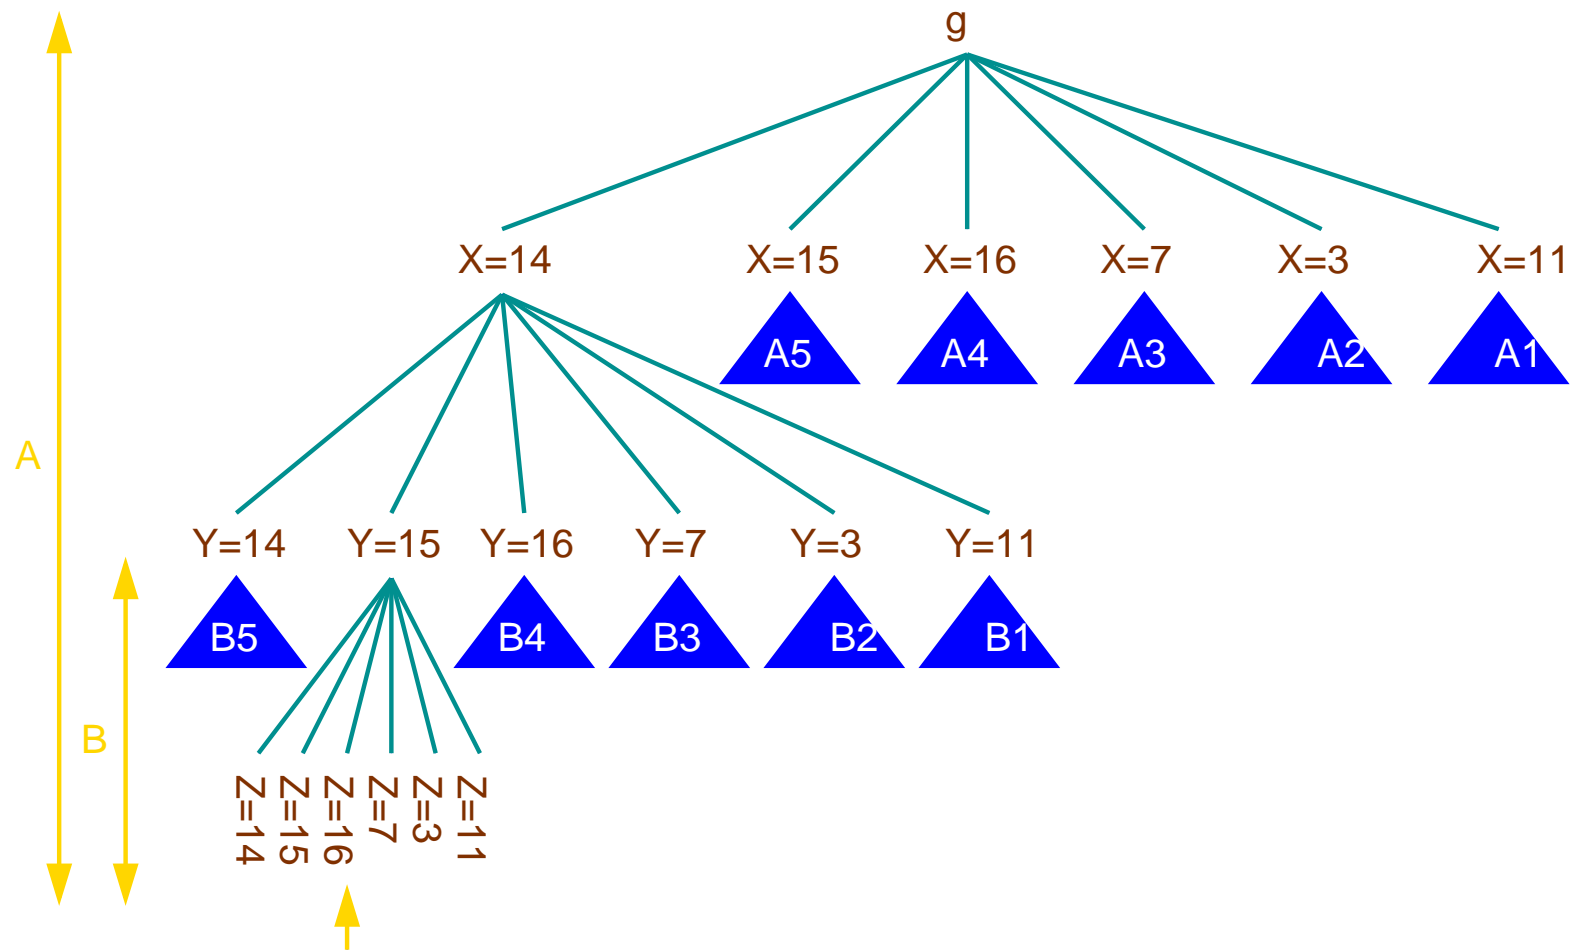 g
X=14
X=15
X=16
X=7
X=3
X=11
A5
A4
A3
A2
A1
A
Y=14
Y=15
Y=16
Y=7
Y=3
Y=11
B5
B4
B3
B2
B1
B
Z=14
Z=15
Z=16
Z=7
Z=3
Z=11